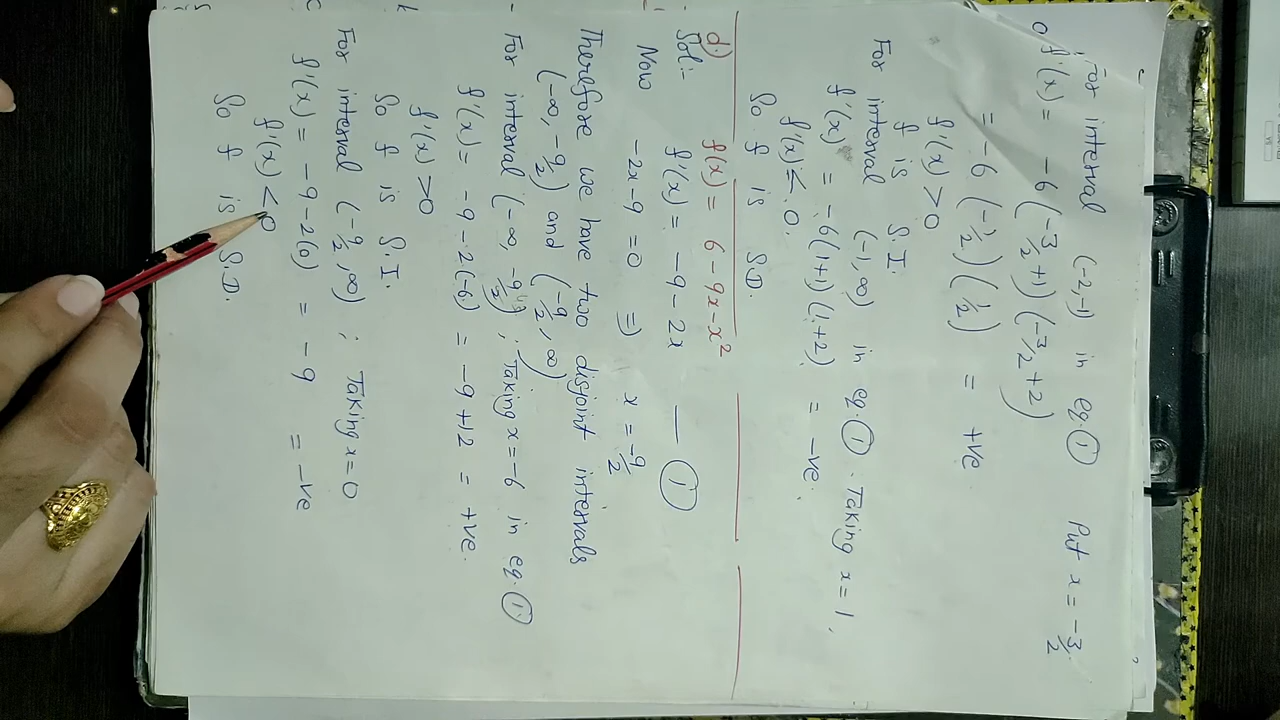 For interval (-2,-1) in eq. ① Put x = -3/2.
f'(x) = -6(-3/2+1)(-3/2+2)
= -6(-1/2)(1/2) = +ve
f'(x) > 0
f is S.I.
For interval (-1,∞) in eq. ①. Taking x = 1,
f'(x) = -6(1+1)(1+2) = -ve.
f'(x) < 0.
So f is S.D.
d) f(x) = 6-9x-x²
Sol:- f'(x) = -9-2x — ①
Now -2x-9 = 0 ⇒ x = -9/2
Therefore we have two disjoint intervals
(-∞, -9/2) and (-9/2, ∞)
For interval (-∞, -9/2); Taking x = -6 in eq. ①
f'(x) = -9-2(-6) = -9+12 = +ve.
f'(x) > 0
So f is S.I.
For interval (-9/2, ∞); Taking x = 0
f'(x) = -9-2(0) = -9 = -ve
f'(x) < 0
So f is S.D.